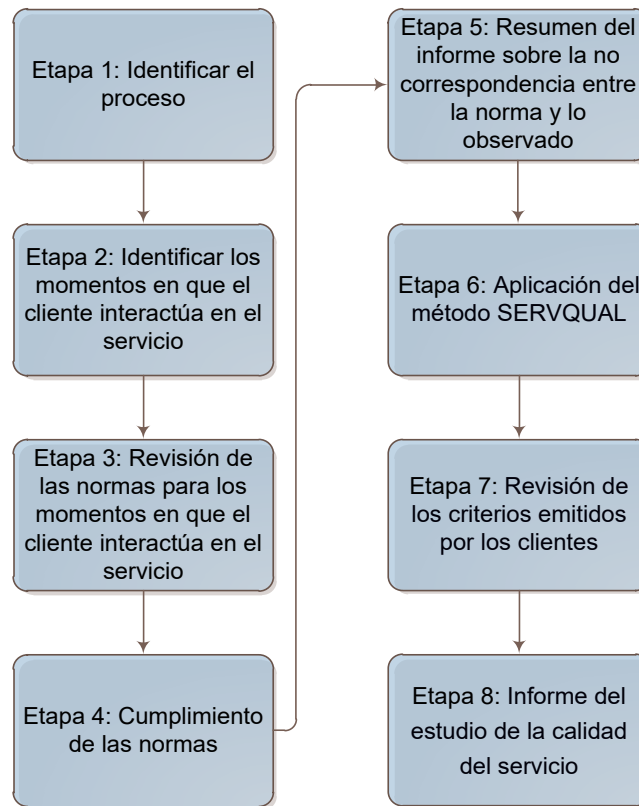 Etapa 1: Identificar el
proceso
Etapa 2: Identificar los
momentos en que el
cliente interactúa en el
servicio
Etapa 3: Revisión de
las normas para los
momentos en que el
cliente interactúa en el
servicio
Etapa 4: Cumplimiento
de las normas
Etapa 5: Resumen del
informe sobre la no
correspondencia entre
la norma y lo
observado
Etapa 6: Aplicación del
método SERVQUAL
Etapa 7: Revisión de
los criterios emitidos
por los clientes
Etapa 8: Informe del
estudio de la calidad
del servicio